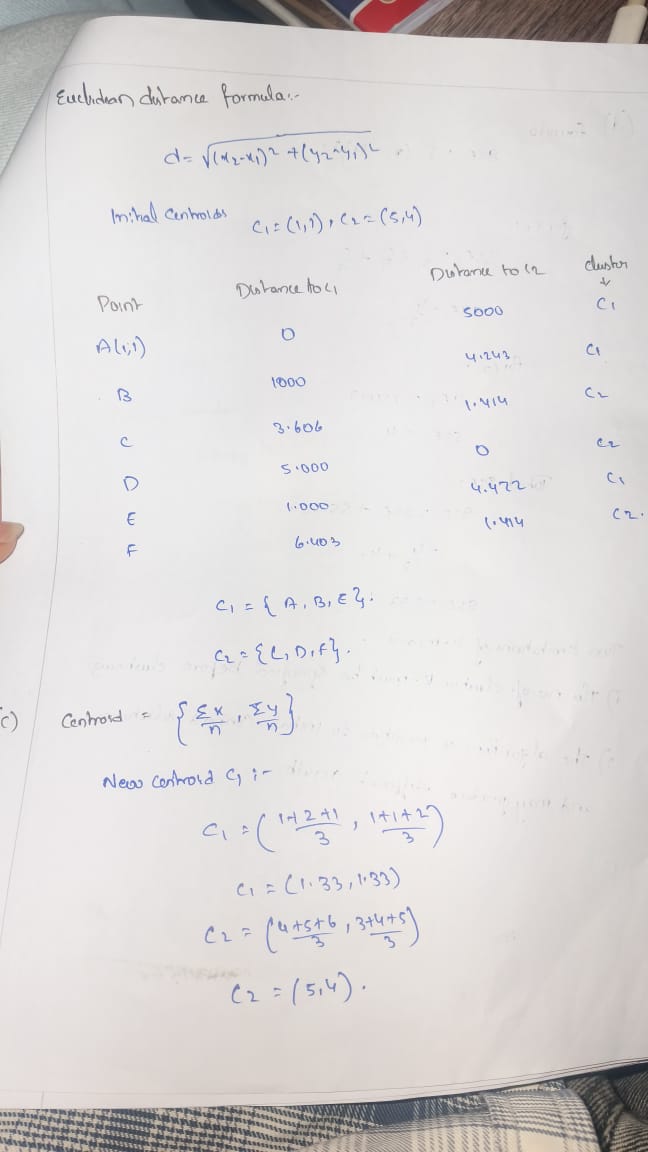 Euclidean distance formula:-
d= √(x2-x1)² +(y2-y1)²
Initial Centroids C1=(1,1), C2=(5,4)
Point Distance to C1 Distance to C2 cluster
↓
A(1,1) 0 5000 C1
B 1000 4.243 C1
C 3.606 1.414 C2
D 5.000 0 C2
E 1.000 4.472 C1
F 6.403 1.414 C2.
C1 = { A, B, E}.
C2 = {C, D, F}.
c) Centroid = {Σx/n, Σy/n}
New centroid C1 :-
C1 = (1+2+1/3, 1+1+2/3)
C1 = (1.33, 1.33)
C2 = (4+5+6/3, 3+4+5/3)
C2 = (5,4).